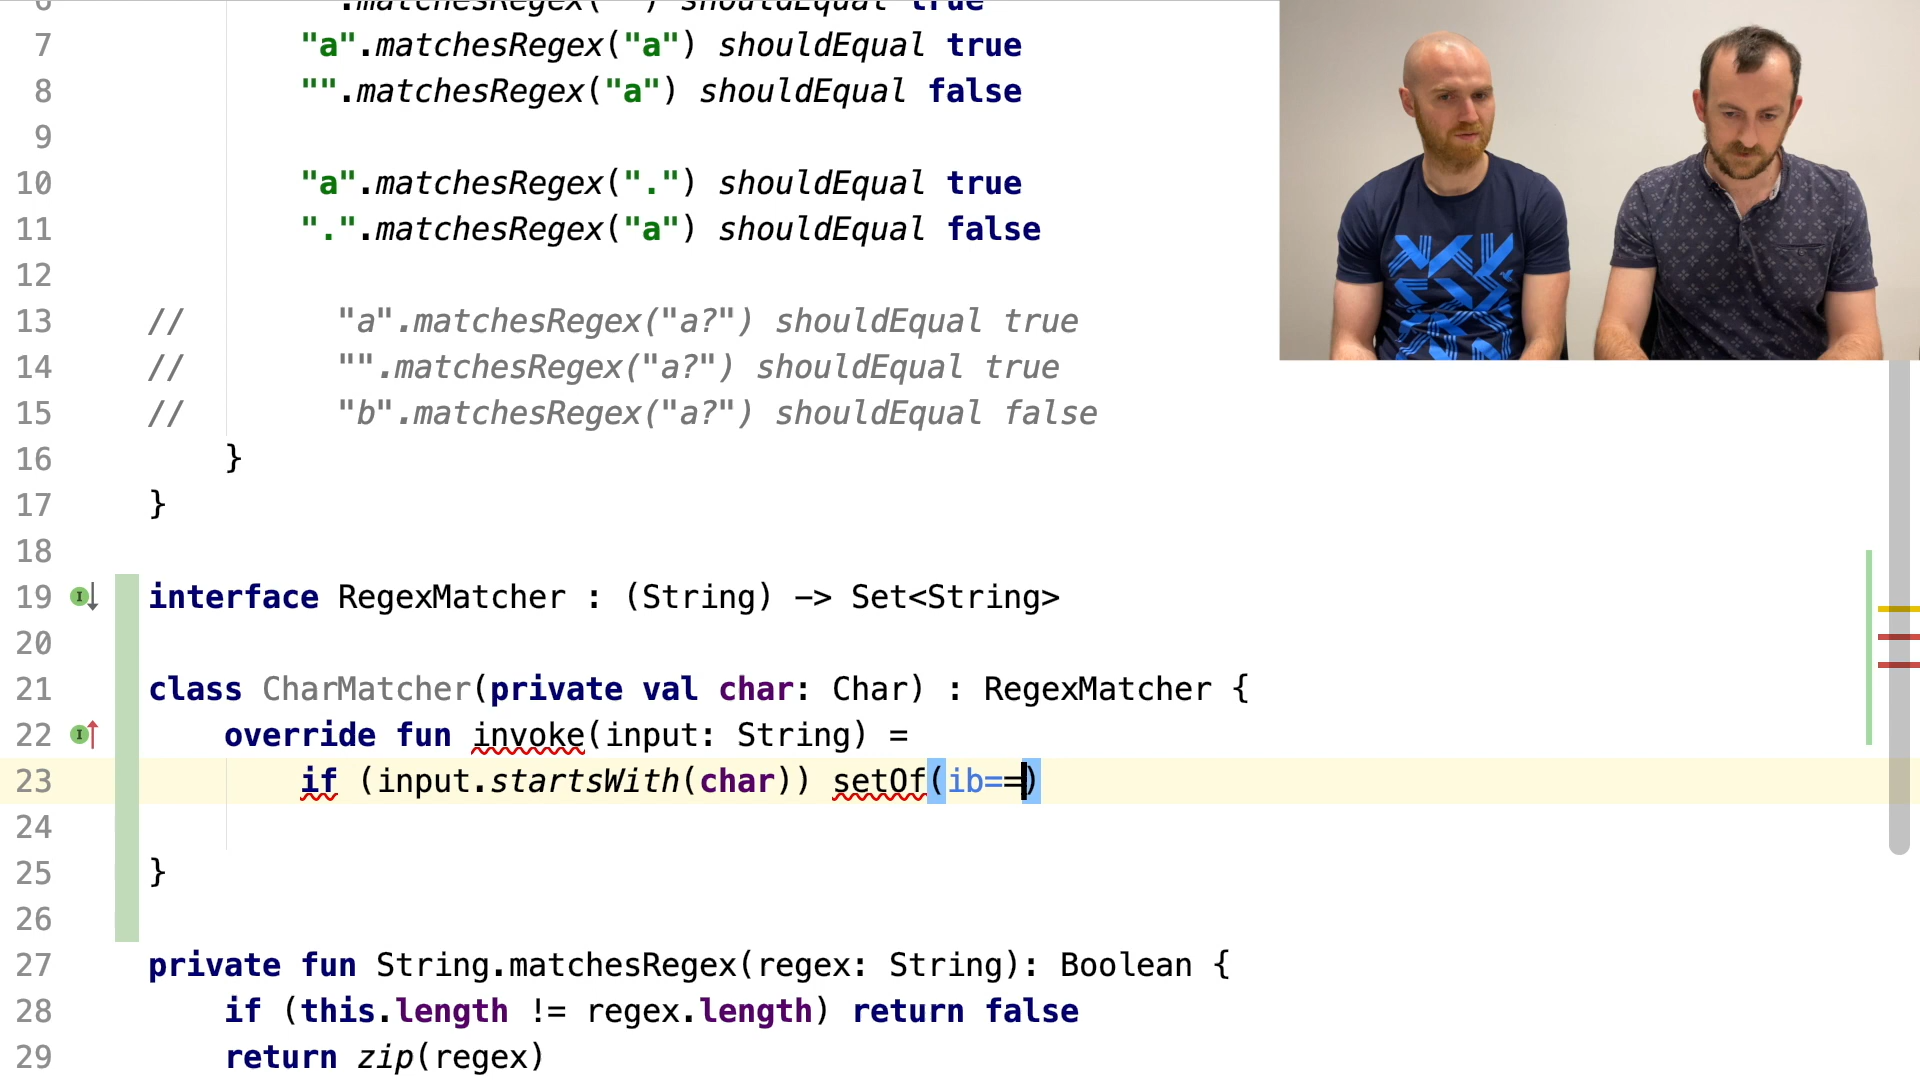 6 .matchesRegex(" ") shouldEqual true
7 "a".matchesRegex("a") shouldEqual true
8 "".matchesRegex("a") shouldEqual false
9
10 "a".matchesRegex(".") shouldEqual true
11 ".".matchesRegex("a") shouldEqual false
12
13 // "a".matchesRegex("a?") shouldEqual true
14 // "".matchesRegex("a?") shouldEqual true
15 // "b".matchesRegex("a?") shouldEqual false
16 }
17 }
18
19 interface RegexMatcher : (String) -> Set<String>
20
21 class CharMatcher(private val char: Char) : RegexMatcher {
22 override fun invoke(input: String) =
23 if (input.startsWith(char)) setOf(ib==)
24
25 }
26
27 private fun String.matchesRegex(regex: String): Boolean {
28 if (this.length != regex.length) return false
29 return zip(regex)